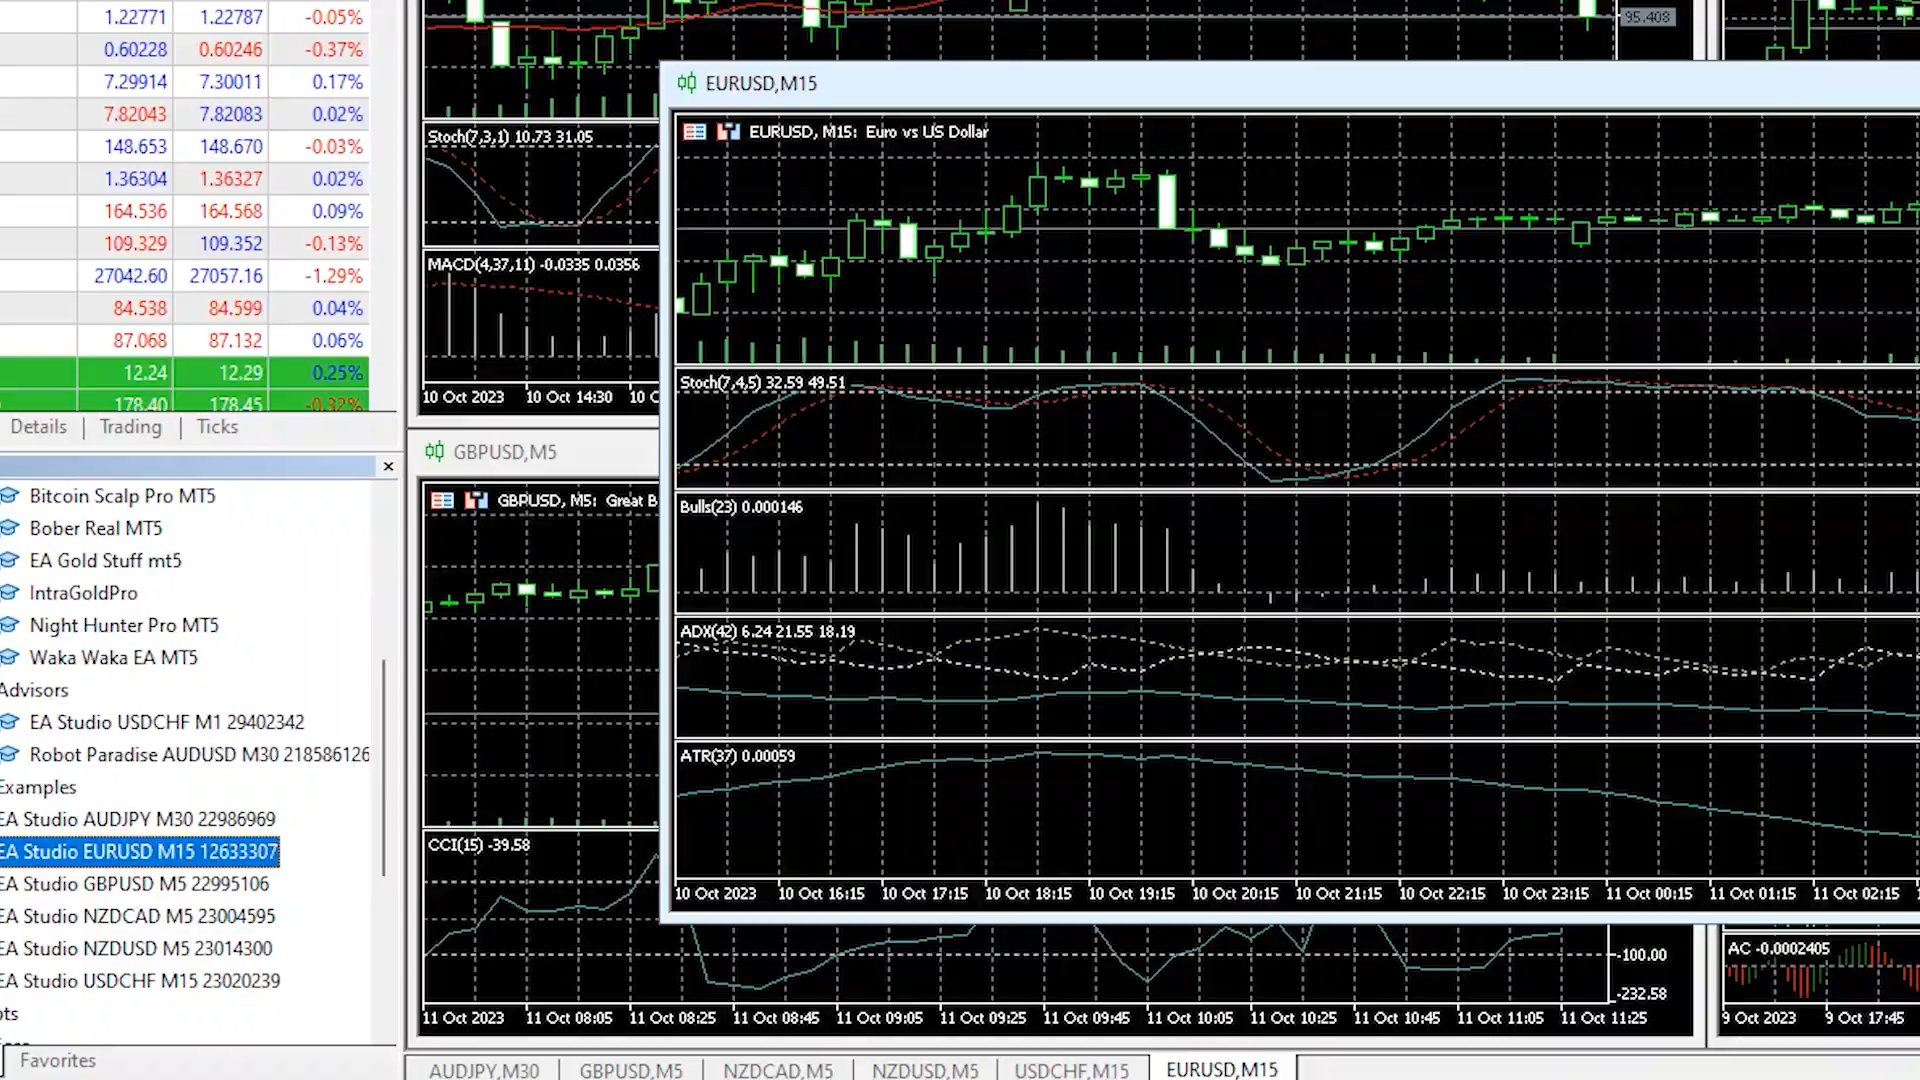 1.22771 1.22787 -0.05%
0.60228 0.60246 -0.37%
7.29914 7.30011 0.17%
7.82043 7.82083 0.02%
148.653 148.670 -0.03%
1.36304 1.36327 0.02%
164.536 164.568 0.09%
109.329 109.352 -0.13%
27042.60 27057.16 -1.29%
84.538 84.599 0.04%
87.068 87.132 0.06%
12.24 12.29 0.25%
178.40 178.45 -0.32%
Details Trading Ticks
Bitcoin Scalp Pro MT5
Bober Real MT5
EA Gold Stuff mt5
IntraGoldPro
Night Hunter Pro MT5
Waka Waka EA MT5
Advisors
EA Studio USDCHF M1 29402342
Robot Paradise AUDUSD M30 218586126
Examples
EA Studio AUDJPY M30 22986969
EA Studio EURUSD M15 12633307
EA Studio GBPUSD M5 22995106
EA Studio NZDCAD M5 23004595
EA Studio NZDUSD M5 23014300
EA Studio USDCHF M15 23020239
Favorites
95.408
Stoch(7,3,1) 10.73 31.05
MACD(4,37,11) -0.0335 0.0356
10 Oct 2023 10 Oct 14:30
GBPUSD,M5
GBPUSD, M5: Great B
CCI(15) -39.58
-100.00
-232.58
11 Oct 2023 11 Oct 08:05 11 Oct 08:25 11 Oct 08:45 11 Oct 09:05 11 Oct 09:25 11 Oct 09:45 11 Oct 10:05 11 Oct 10:25 11 Oct 10:45 11 Oct 11:05 11 Oct 11:25
EURUSD,M15
EURUSD, M15: Euro vs US Dollar
Stoch(7,4,5) 32.59 49.51
Bulls(23) 0.000146
ADX(42) 6.24 21.55 18.19
ATR(37) 0.00059
10 Oct 2023 10 Oct 16:15 10 Oct 17:15 10 Oct 18:15 10 Oct 19:15 10 Oct 20:15 10 Oct 21:15 10 Oct 22:15 10 Oct 23:15 11 Oct 00:15 11 Oct 01:15 11 Oct 02:15
AC -0.0002405
9 Oct 2023 9 Oct 17:45
AUDJPY,M30 GBPUSD,M5 NZDCAD,M5 NZDUSD,M5 USDCHF,M15 EURUSD,M15